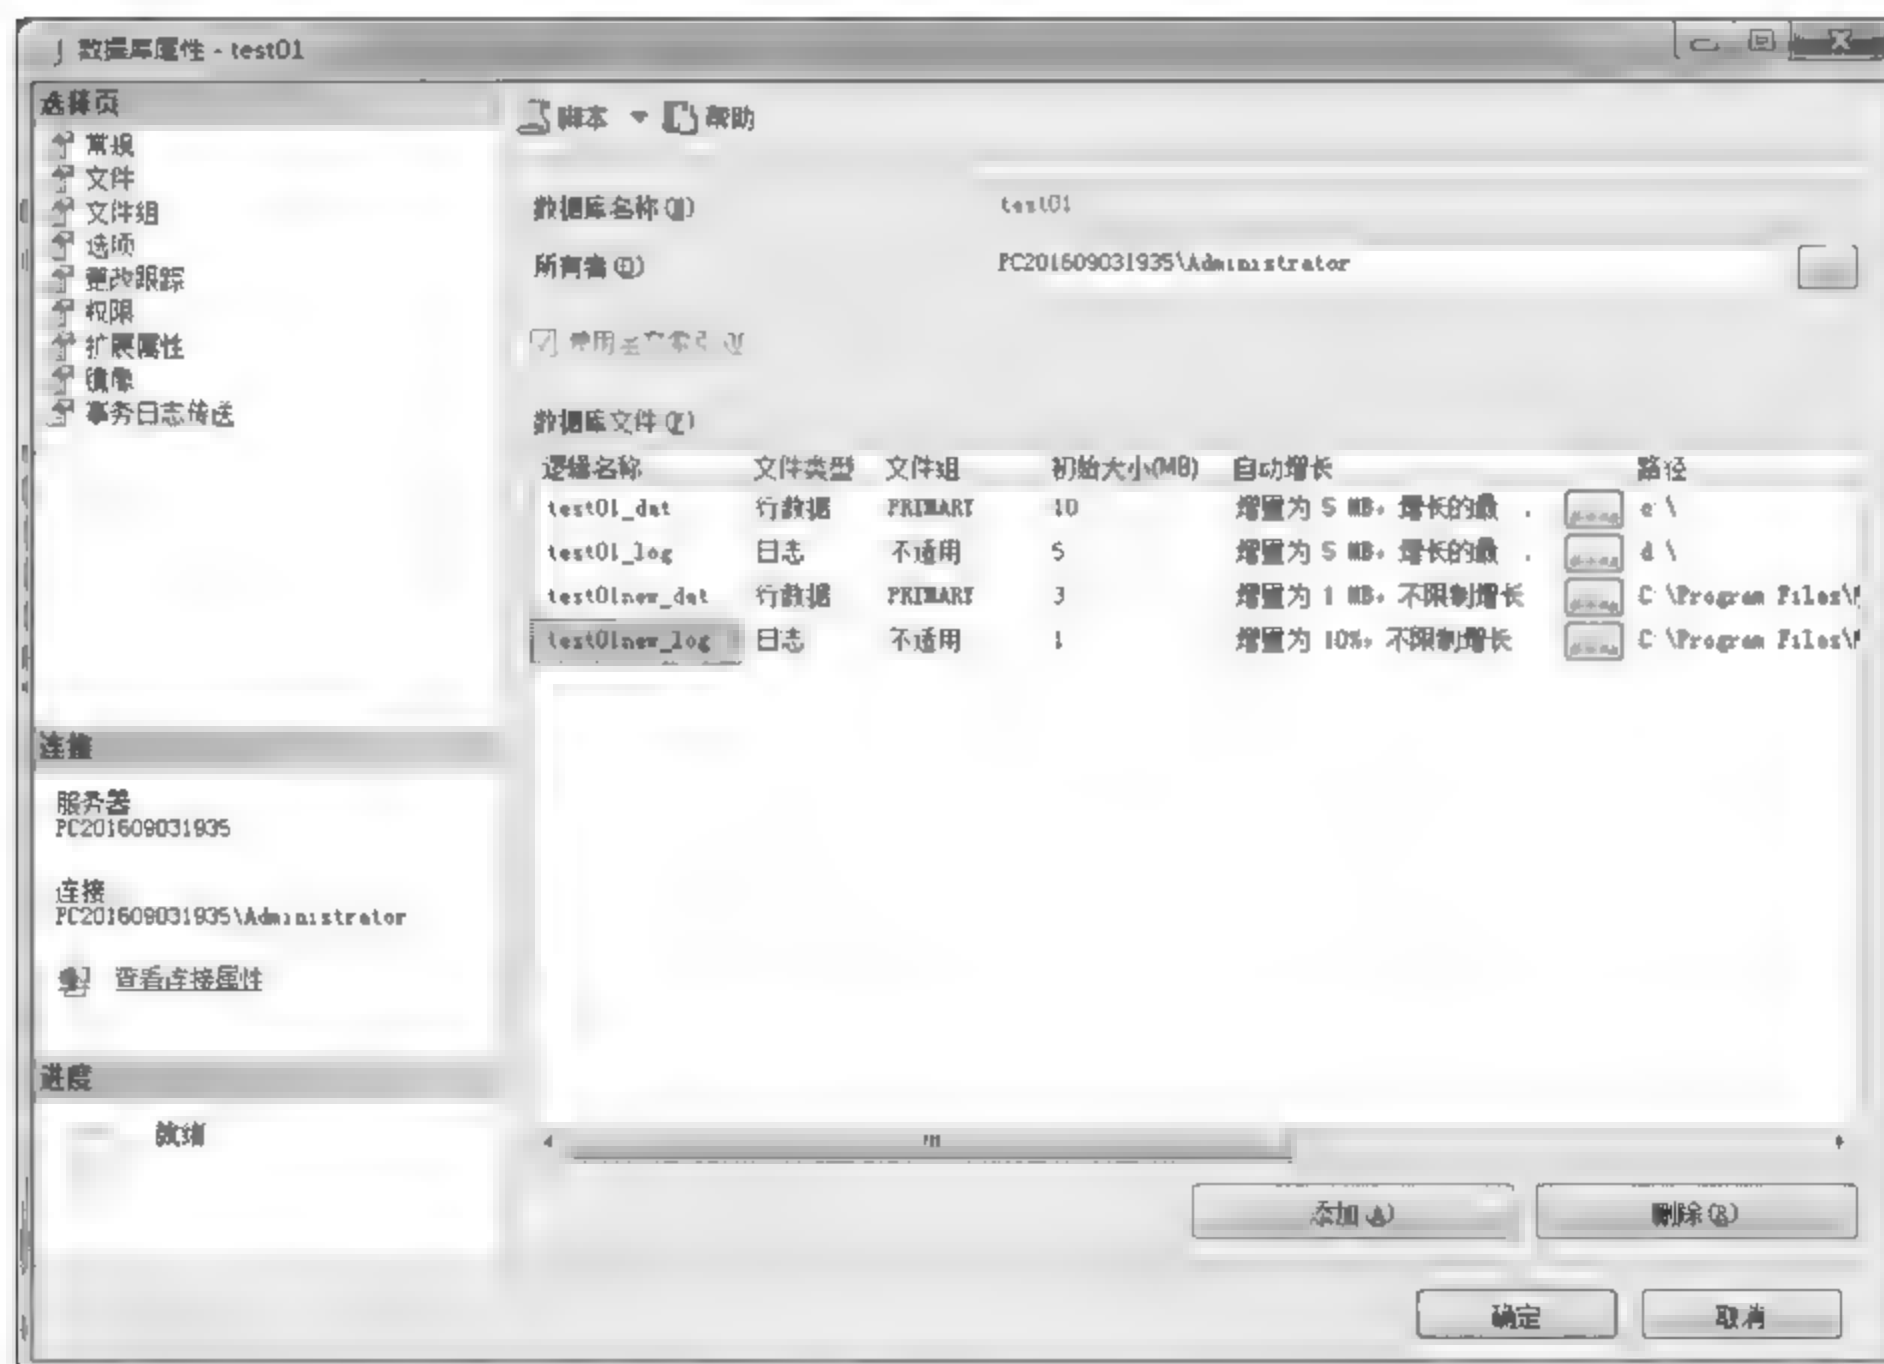 数据库属性 - test01
选择页
常规
文件
文件组
选项
更改跟踪
权限
扩展属性
镜像
事务日志传送
连接
服务器
PC201609031935
连接
PC201609031935\Administrator
查看连接属性
进度
就绪
脚本 帮助
数据库名称(N) test01
所有者(O) PC201609031935\Administrator
使用全文索引(U)
数据库文件(F)
逻辑名称 文件类型 文件组 初始大小(MB) 自动增长 路径
test01_dat 行数据 PRIMARY 10 增量为 5 MB, 增长的最 ... \
test01_log 日志 不适用 5 增量为 5 MB, 增长的最 ... d \
test01new_dat 行数据 PRIMARY 3 增量为 1 MB, 不限制增长 ... C:\Program Files\
test01new_log 日志 不适用 1 增量为 10%, 不限制增长 ... C:\Program Files\
添加(A) 删除(R)
确定 取消